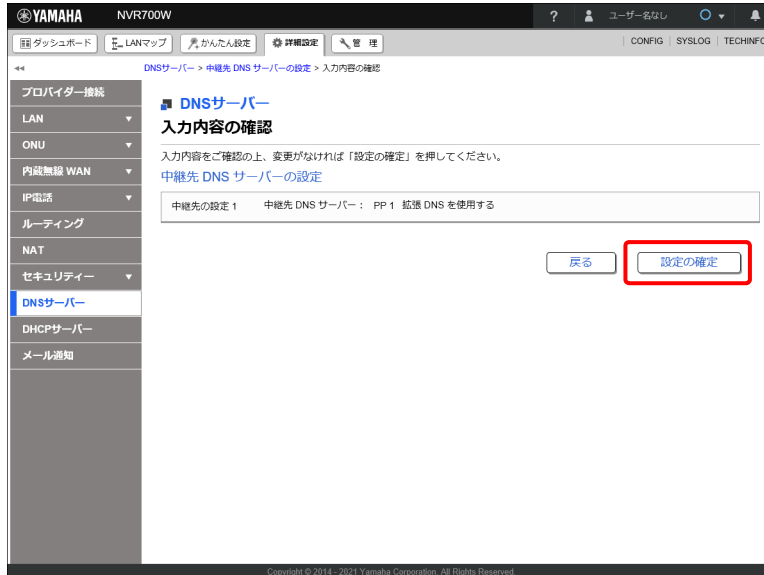 YAMAHA NVR700W ? ユーザー名なし
ダッシュボード LANマップ かんたん設定 詳細設定 管 理 CONFIG SYSLOG TECHINFO
DNSサーバー > 中継先 DNS サーバーの設定 > 入力内容の確認
プロバイダー接続
LAN
ONU
内蔵無線 WAN
IP電話
ルーティング
NAT
セキュリティー
DNSサーバー
DHCPサーバー
メール通知
DNSサーバー
入力内容の確認
入力内容をご確認の上、変更がなければ「設定の確定」を押してください。
中継先 DNS サーバーの設定
中継先の設定 1 中継先 DNS サーバー : PP 1 拡張 DNS を使用する
戻る 設定の確定
Copyright © 2014 - 2021 Yamaha Corporation. All Rights Reserved.